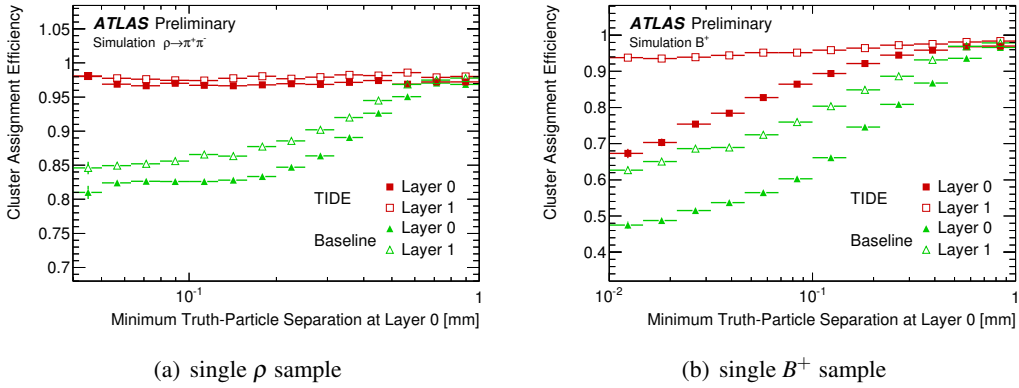 ATLAS Preliminary
Simulation ρ→π⁺π⁻
Cluster Assignment Efficiency
1.05
1
0.95
0.9
0.85
0.8
0.75
0.7
TIDE
Layer 0
Layer 1
Baseline
Layer 0
Layer 1
10⁻¹
1
Minimum Truth-Particle Separation at Layer 0 [mm]
(a) single ρ sample
ATLAS Preliminary
Simulation B⁺
Cluster Assignment Efficiency
1
0.9
0.8
0.7
0.6
0.5
0.4
TIDE
Layer 0
Layer 1
Baseline
Layer 0
Layer 1
10⁻²
10⁻¹
1
Minimum Truth-Particle Separation at Layer 0 [mm]
(b) single B⁺ sample